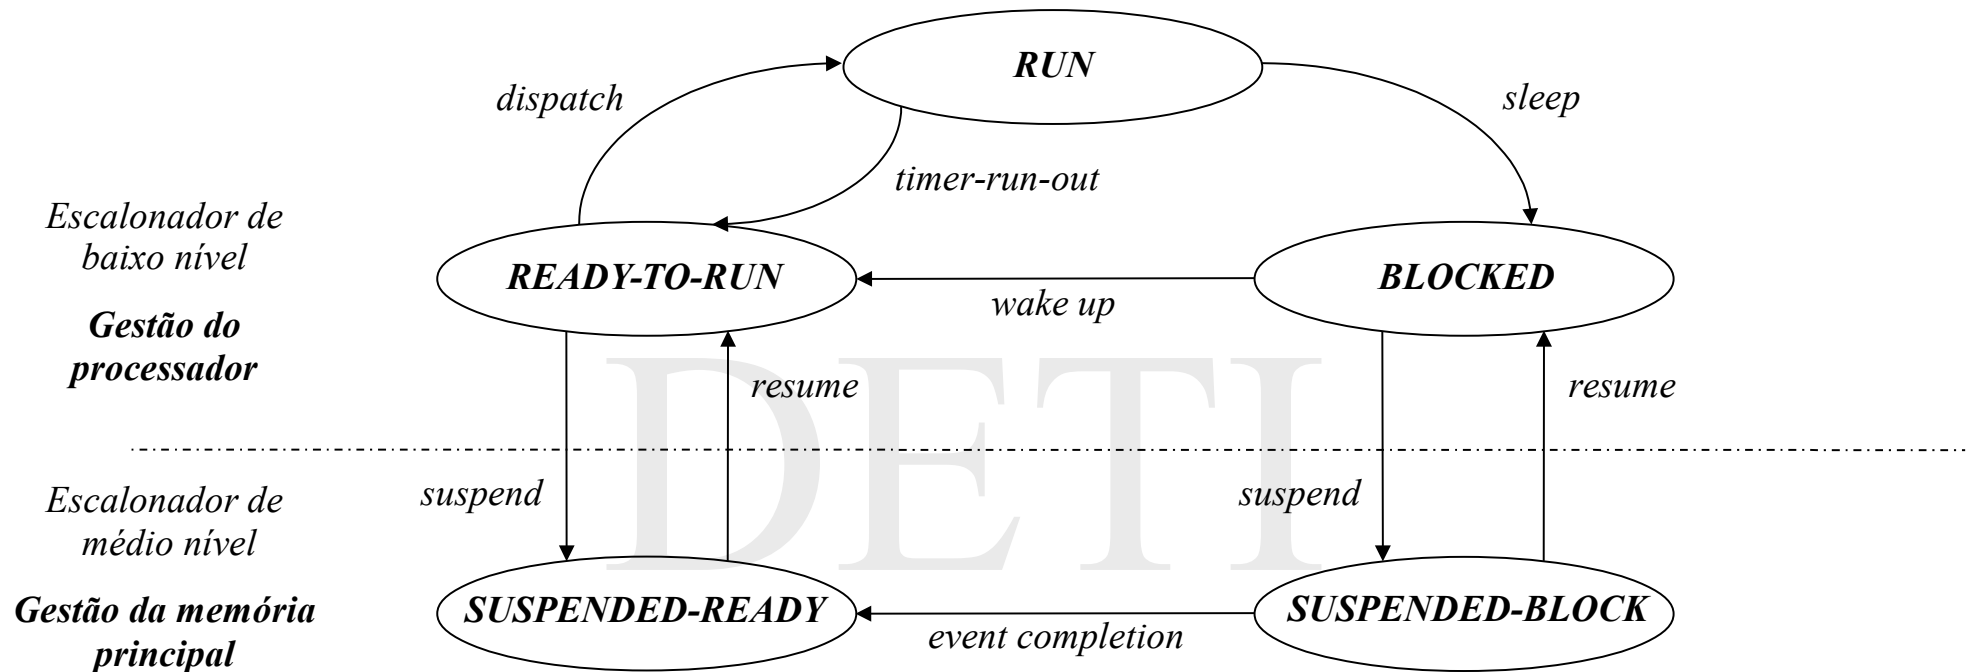 RUN
dispatch
sleep
timer-run-out
Escalonador de
baixo nível
READY-TO-RUN
BLOCKED
wake up
Gestão do
processador
resume
resume
DETI
Escalonador de
médio nível
suspend
suspend
Gestão da memória
principal
SUSPENDED-READY
SUSPENDED-BLOCK
event completion